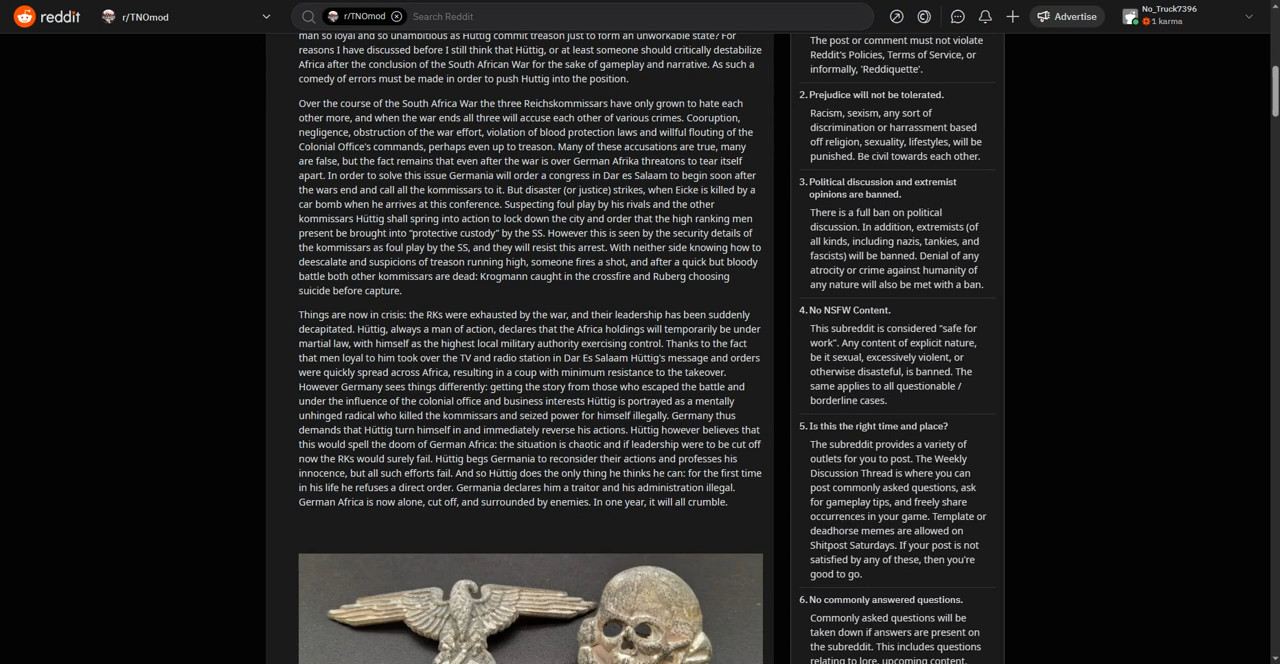 reddit
r/TNOmod
r/TNOmod
Search Reddit
Advertise
No_Truck7396
1 karma
man so loyal and so unambitious as Hüttig commit treason just to form an unworkable state? For
reasons I have discussed before I still think that Hüttig, or at least someone should critically destabilize
Africa after the conclusion of the South African War for the sake of gameplay and narrative. As such a
comedy of errors must be made in order to push Huttig into the position.
Over the course of the South Africa War the three Reichskommissars have only grown to hate each
other more, and when the war ends all three will accuse each other of various crimes. Cooruption,
negligence, obstruction of the war effort, violation of blood protection laws and willful flouting of the
Colonial Office's commands, perhaps even up to treason. Many of these accusations are true, many
are false, but the fact remains that even after the war is over German Afrika threatons to tear itself
apart. In order to solve this issue Germania will order a congress in Dar es Salaam to begin soon after
the wars end and call all the kommissars to it. But disaster (or justice) strikes, when Eicke is killed by a
car bomb when he arrives at this conference. Suspecting foul play by his rivals and the other
kommissars Hüttig shall spring into action to lock down the city and order that the high ranking men
present be brought into “protective custody” by the SS. However this is seen by the security details of
the kommissars as foul play by the SS, and they will resist this arrest. With neither side knowing how to
deescalate and suspicions of treason running high, someone fires a shot, and after a quick but bloody
battle both other kommissars are dead: Krogmann caught in the crossfire and Ruberg choosing
suicide before capture.
Things are now in crisis: the RKs were exhausted by the war, and their leadership has been suddenly
decapitated. Hüttig, always a man of action, declares that the Africa holdings will temporarily be under
martial law, with himself as the highest local military authority exercising control. Thanks to the fact
that men loyal to him took over the TV and radio station in Dar Es Salaam Hüttig's message and orders
were quickly spread across Africa, resulting in a coup with minimum resistance to the takeover.
However Germany sees things differently: getting the story from those who escaped the battle and
under the influence of the colonial office and business interests Hüttig is portrayed as a mentally
unhinged radical who killed the kommissars and seized power for himself illegally. Germany thus
demands that Hüttig turn himself in and immediately reverse his actions. Hüttig however believes that
this would spell the doom of German Africa: the situation is chaotic and if leadership were to be cut off
now the RKs would surely fail. Hüttig begs Germania to reconsider their actions and professes his
innocence, but all such efforts fail. And so Hüttig does the only thing he thinks he can: for the first time
in his life he refuses a direct order. Germania declares him a traitor and his administration illegal.
German Africa is now alone, cut off, and surrounded by enemies. In one year, it will all crumble.
The post or comment must not violate
Reddit's Policies, Terms of Service, or
informally, 'Reddiquette'.
2. Prejudice will not be tolerated.
Racism, sexism, any sort of
discrimination or harrassment based
off religion, sexuality, lifestyles, will be
punished. Be civil towards each other.
3. Political discussion and extremist
opinions are banned.
There is a full ban on political
discussion. In addition, extremists (of
all kinds, including nazis, tankies, and
fascists) will be banned. Denial of any
atrocity or crime against humanity of
any nature will also be met with a ban.
4. No NSFW Content.
This subreddit is considered "safe for
work". Any content of explicit nature,
be it sexual, excessively violent, or
otherwise disasteful, is banned. The
same applies to all questionable /
borderline cases.
5. Is this the right time and place?
The subreddit provides a variety of
outlets for you to post. The Weekly
Discussion Thread is where you can
post commonly asked questions, ask
for gameplay tips, and freely share
occurrences in your game. Template or
deadhorse memes are allowed on
Shitpost Saturdays. If your post is not
satisfied by any of these, then you're
good to go.
6. No commonly answered questions.
Commonly asked questions will be
taken down if answers are present on
the subreddit. This includes questions
relating to lore, upcoming content,